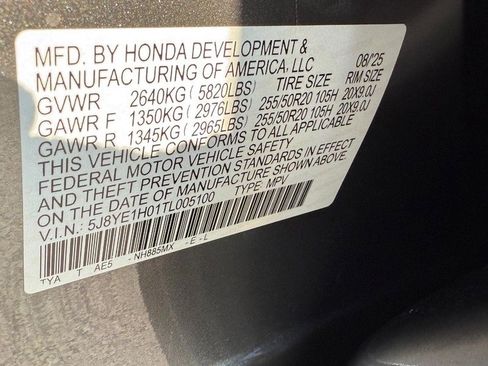 MFD. BY HONDA DEVELOPMENT & 08/'25
MANUFACTURING OF AMERICA, LLC
GVWR 2640KG (5820LBS) TIRE SIZE RIM SIZE
GAWR F 1350KG (2976LBS) 255/50R20 105H 20X9.0J
GAWR R 1345KG (2965LBS) 255/50R20 105H 20X9.0J
THIS VEHICLE CONFORMS TO ALL APPLICABLE
FEDERAL MOTOR VEHICLE SAFETY
AND THEFT PREVENTION STANDARDS IN EFFECT
ON THE DATE OF MANUFACTURE SHOWN ABOVE.
V.I.N.: 5J8YE1H01TL005100 TYPE: MPV
TYA T AE5 NH885MX - E - L